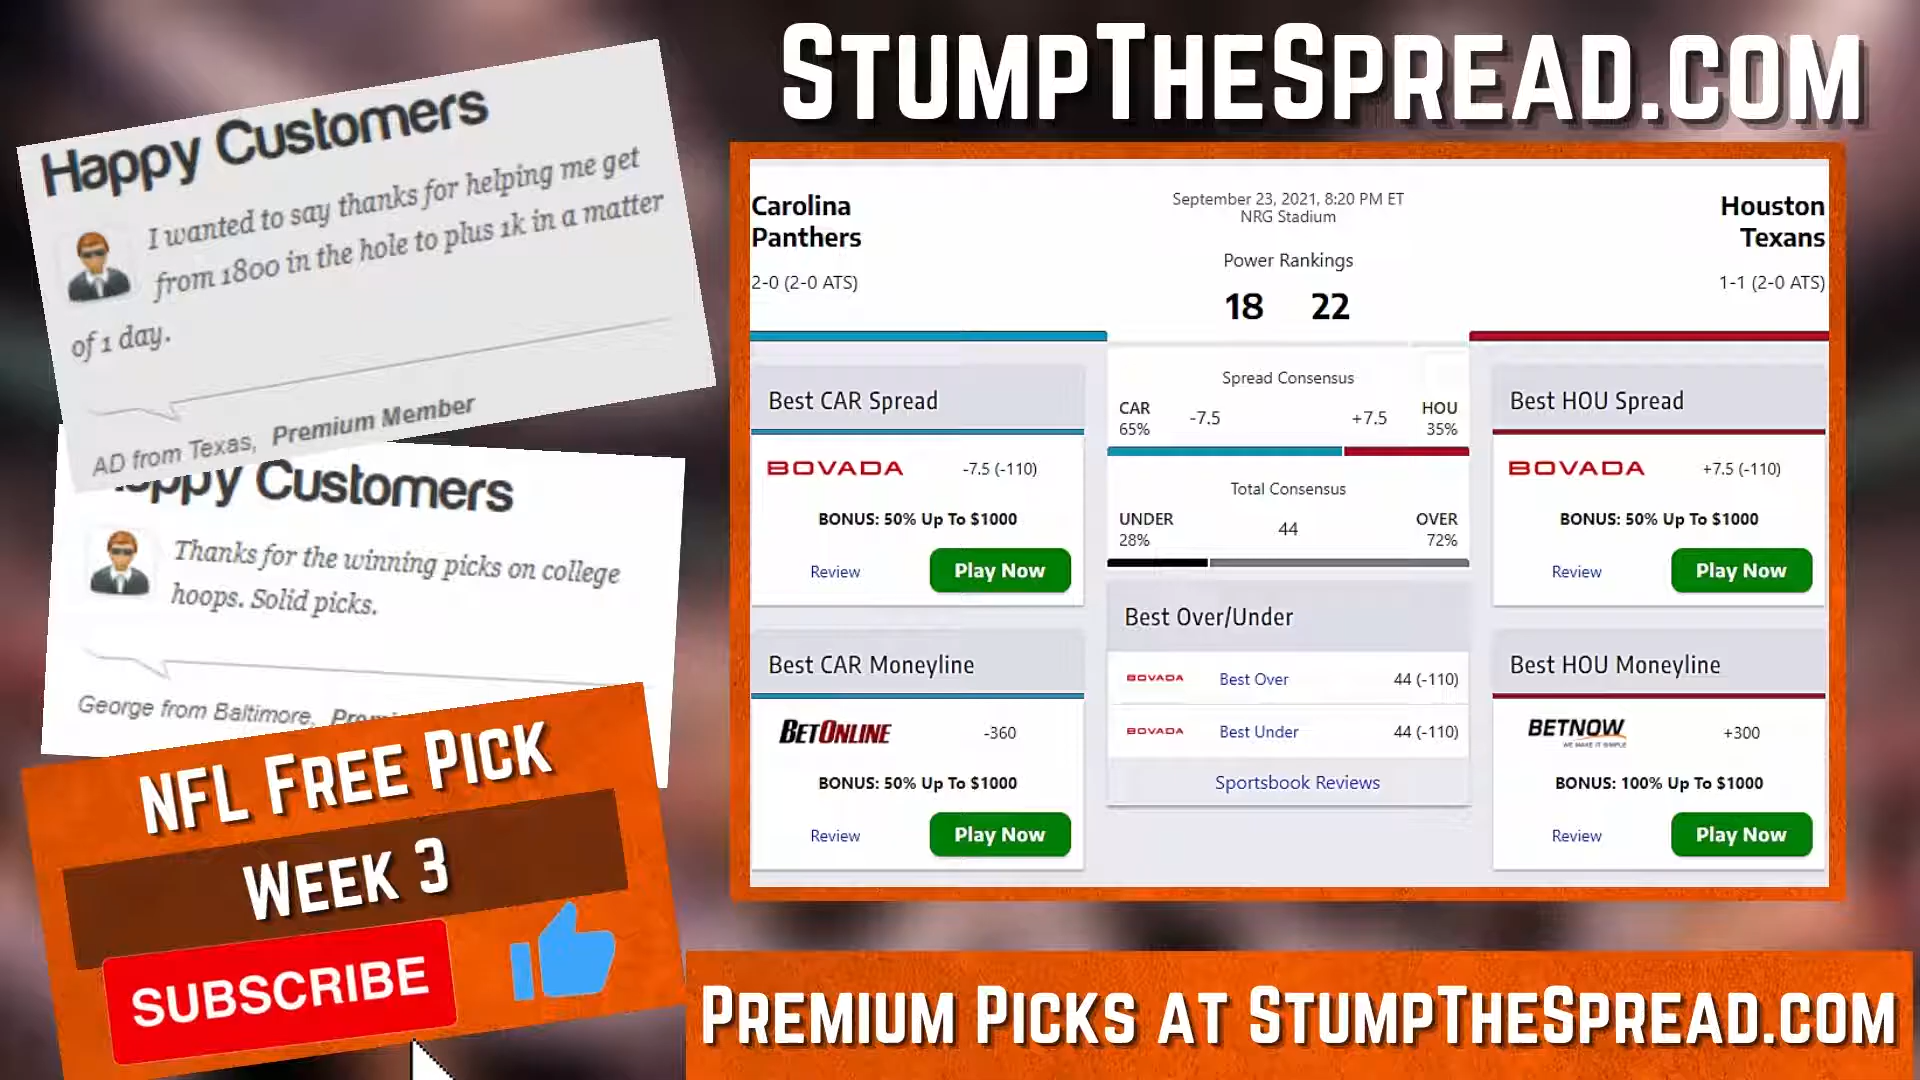 STUMPTHESPREAD.COM
Happy Customers
I wanted to say thanks for helping me get
from 1800 in the hole to plus 1k in a matter
of 1 day.
AD from Texas, Premium Member
Customers
Thanks for the winning picks on college
hoops. Solid picks.
George from Baltimore,
NFL FREE PICK
WEEK 3
SUBSCRIBE
Carolina
Panthers
2-0 (2-0 ATS)
September 23, 2021, 8:20 PM ET
NRG Stadium
Power Rankings
18 22
Houston
Texans
1-1 (2-0 ATS)
Best CAR Spread
BOVADA -7.5 (-110)
BONUS: 50% Up To $1000
Review Play Now
Best CAR Moneyline
BETONLINE -360
BONUS: 50% Up To $1000
Review Play Now
Spread Consensus
CAR -7.5 +7.5 HOU
65% 35%
Total Consensus
UNDER 44 OVER
28% 72%
Best Over/Under
BOVADA Best Over 44 (-110)
BOVADA Best Under 44 (-110)
Sportsbook Reviews
Best HOU Spread
BOVADA +7.5 (-110)
BONUS: 50% Up To $1000
Review Play Now
Best HOU Moneyline
BETNOW +300
WE MAKE IT SIMPLE
BONUS: 100% Up To $1000
Review Play Now
PREMIUM PICKS AT STUMPTHESPREAD.COM